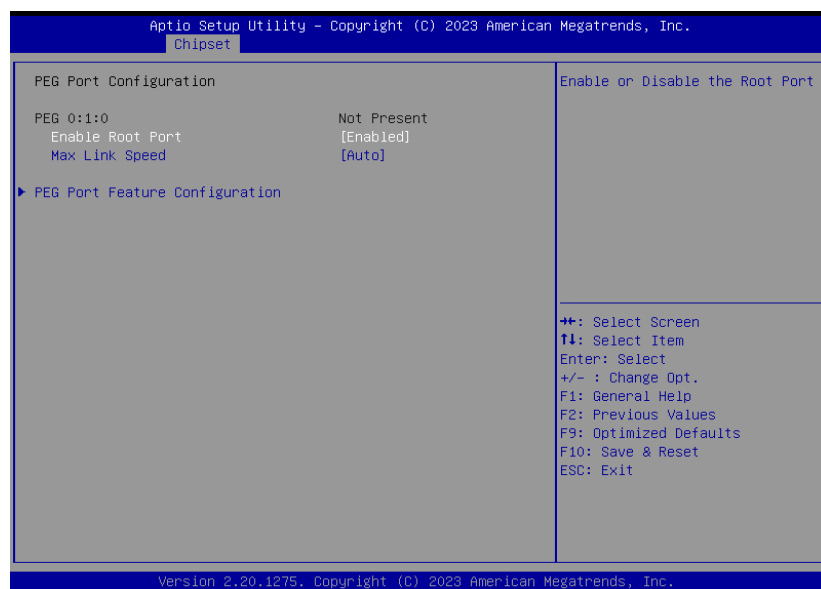 Aptio Setup Utility – Copyright (C) 2023 American Megatrends, Inc.
Chipset
PEG Port Configuration
PEG 0:1:0 Not Present
Enable Root Port [Enabled]
Max Link Speed [Auto]
▶ PEG Port Feature Configuration
Enable or Disable the Root Port
→←: Select Screen
↑↓: Select Item
Enter: Select
+/- : Change Opt.
F1: General Help
F2: Previous Values
F9: Optimized Defaults
F10: Save & Reset
ESC: Exit
Version 2.20.1275. Copyright (C) 2023 American Megatrends, Inc.